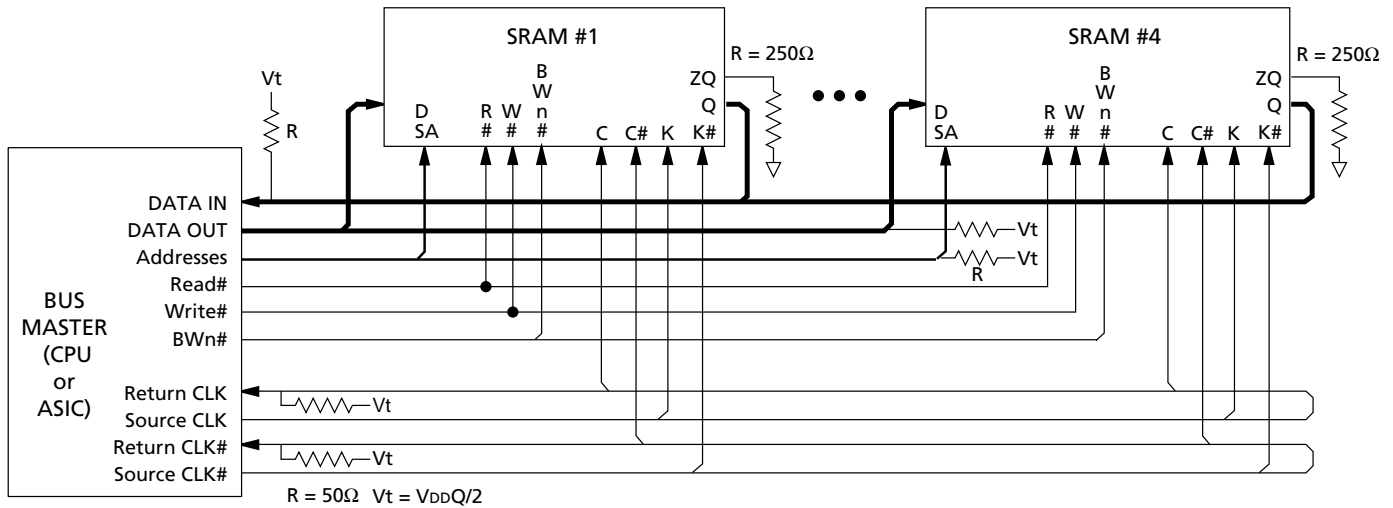 SRAM #1
SRAM #4
R = 250Ω
R = 250Ω
Vt
R
D
SA
R
#
W
#
B
W
n
#
C
C#
K
K#
ZQ
Q
D
SA
R
#
W
#
B
W
n
#
C
C#
K
K#
ZQ
Q
DATA IN
DATA OUT
Addresses
Read#
Write#
BWn#
Return CLK
Source CLK
Return CLK#
Source CLK#
BUS
MASTER
(CPU
or
ASIC)
Vt
Vt
R
Vt
Vt
R = 50Ω Vt = VDDQ/2